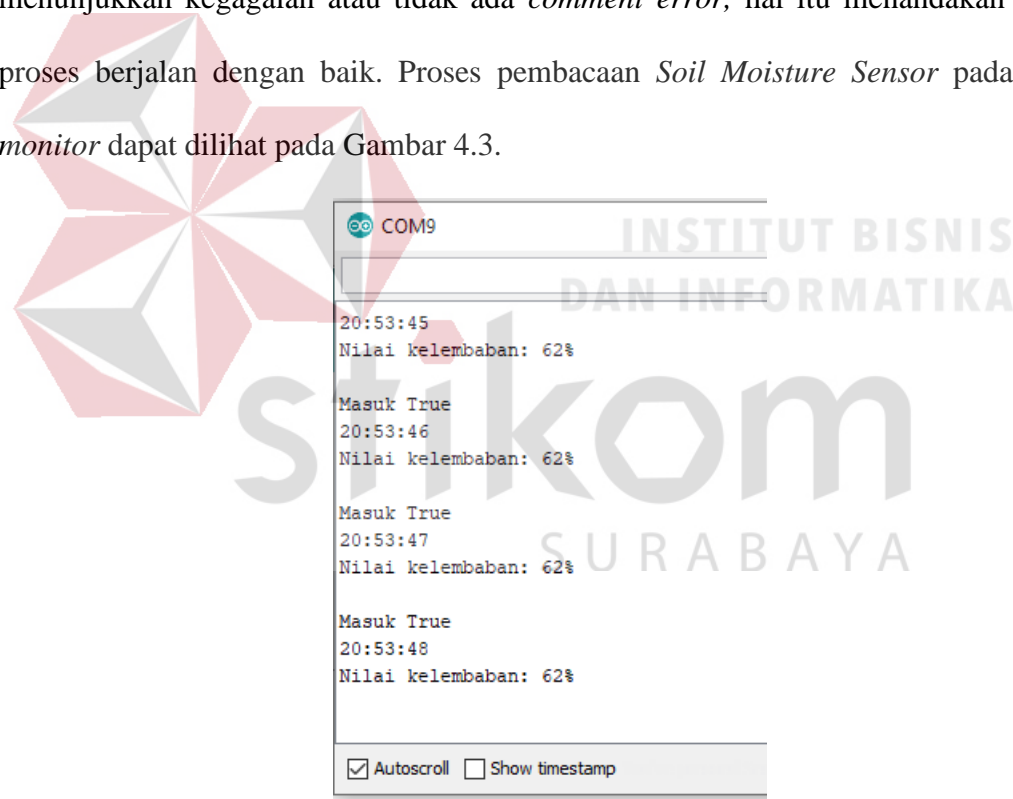 menunjukkan kegagalan atau tidak ada comment error, hal itu menandakan
proses berjalan dengan baik. Proses pembacaan Soil Moisture Sensor pada
monitor dapat dilihat pada Gambar 4.3.
COM9
INSTITUT BISNIS
DAN INFORMATIKA
stikom
SURABAYA
20:53:45
Nilai kelembaban: 62%
Masuk True
20:53:46
Nilai kelembaban: 62%
Masuk True
20:53:47
Nilai kelembaban: 62%
Masuk True
20:53:48
Nilai kelembaban: 62%
Autoscroll Show timestamp